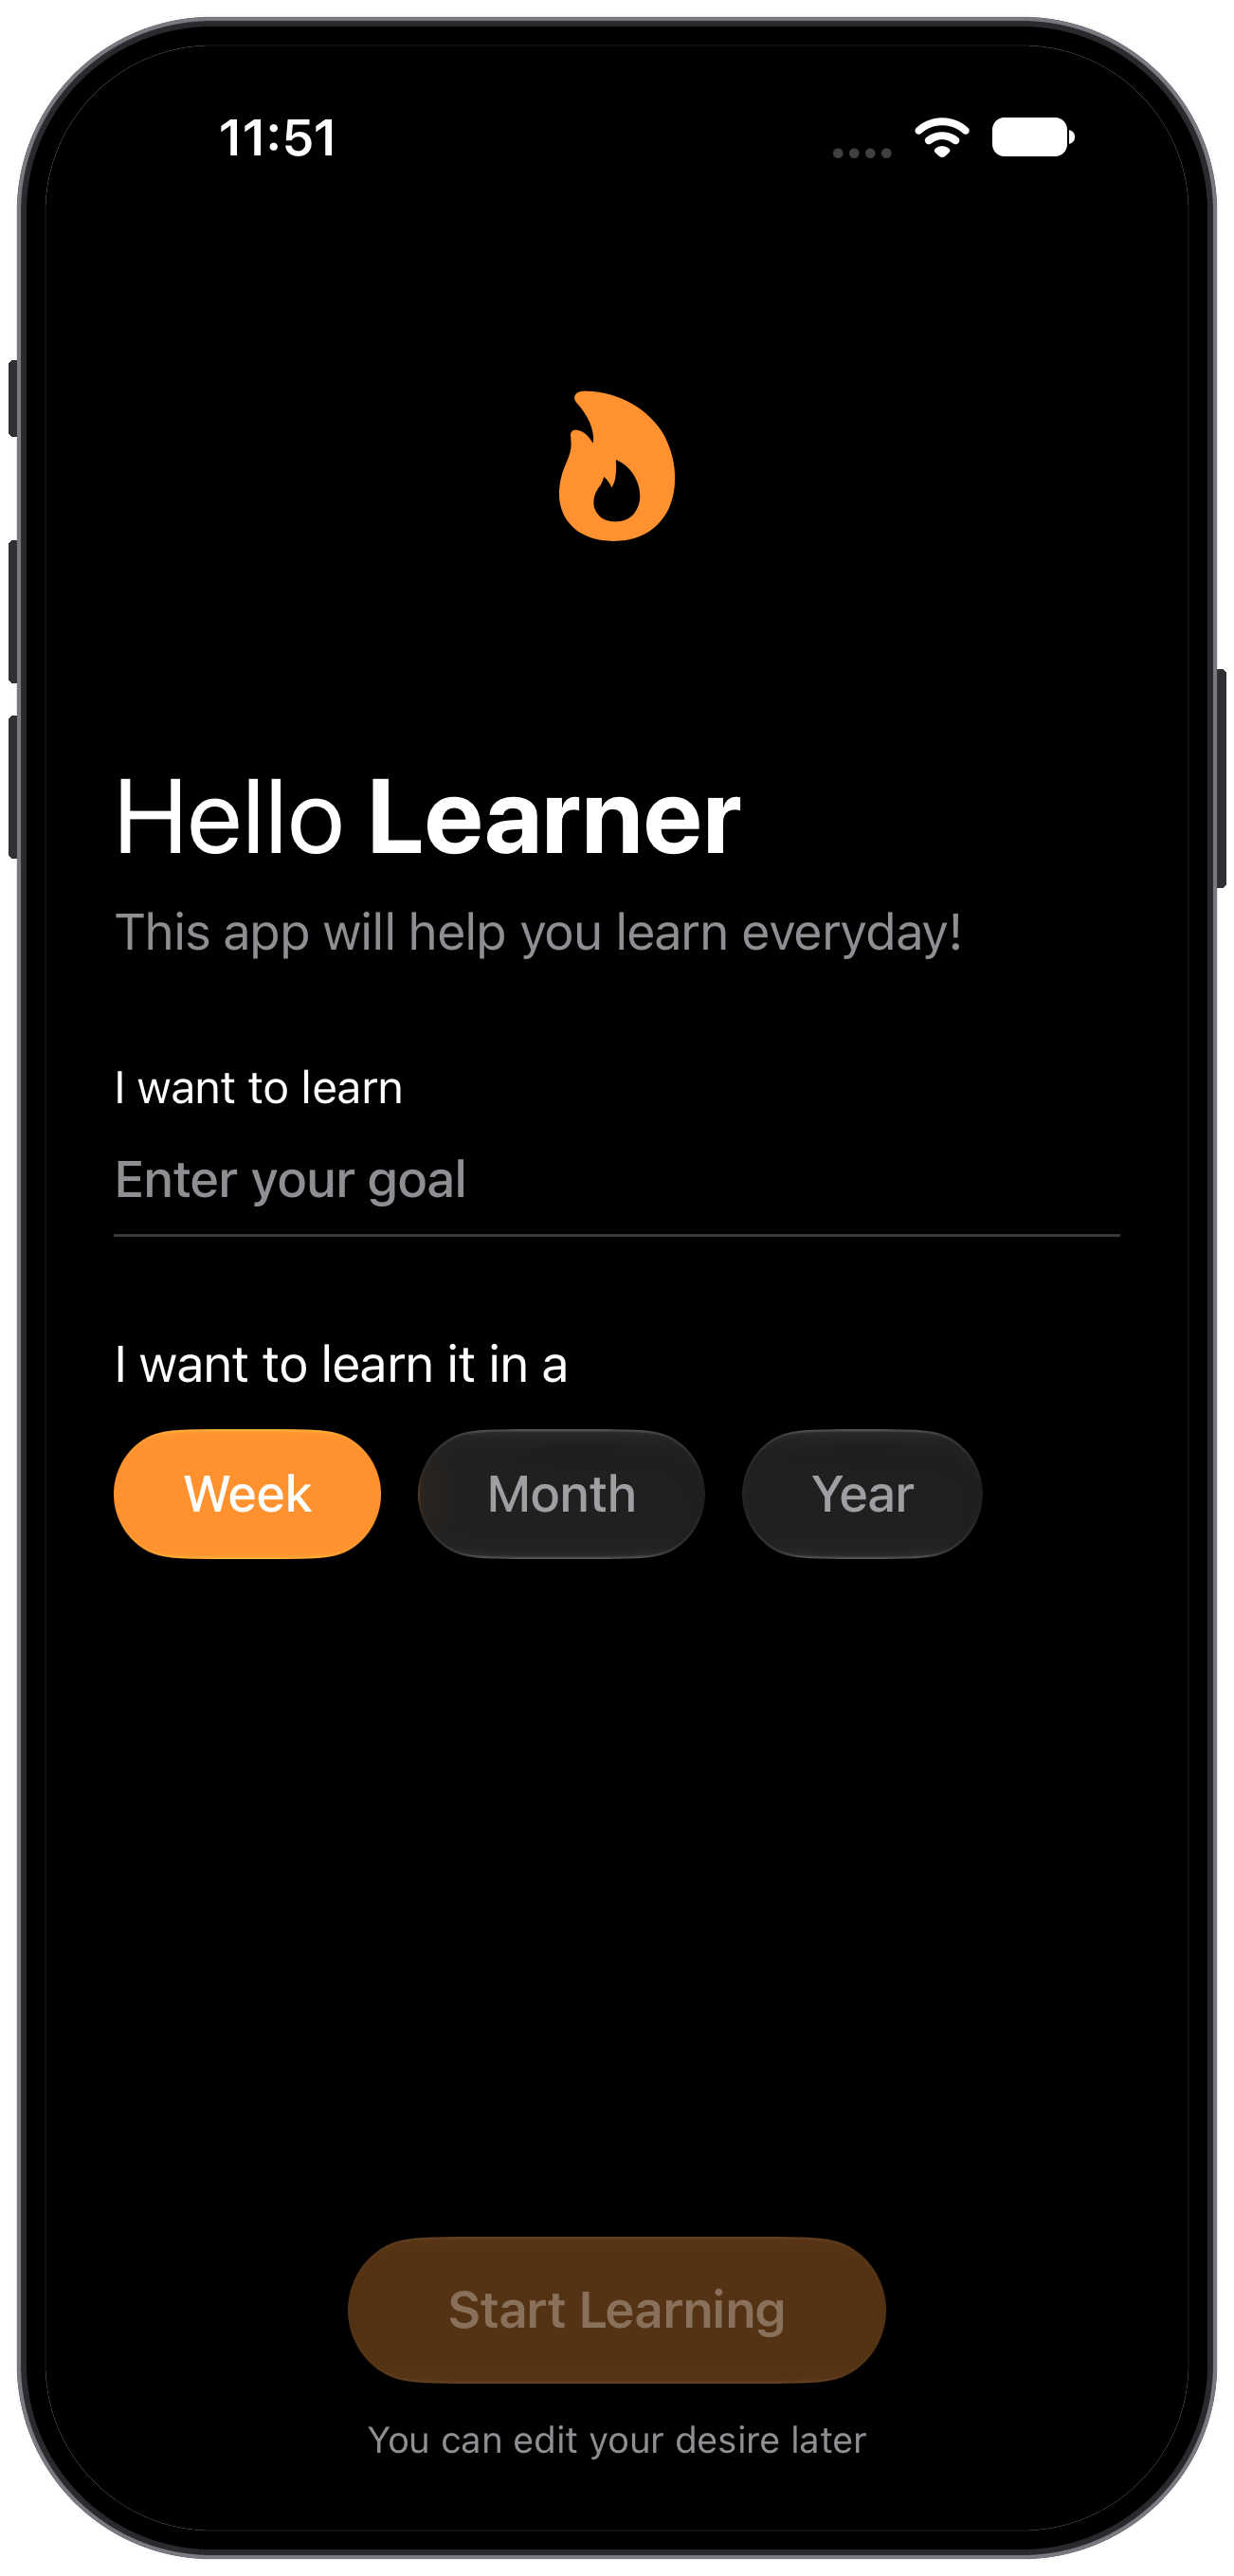 11:51
Hello Learner
This app will help you learn everyday!
I want to learn
Enter your goal
I want to learn it in a
Week Month Year
Start Learning
You can edit your desire later